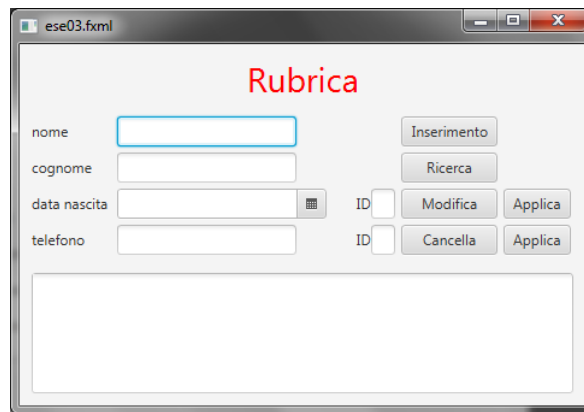 ese03.fxml
Rubrica
nome Inserimento
cognome Ricerca
data nascita ID Modifica Applica
telefono ID Cancella Applica